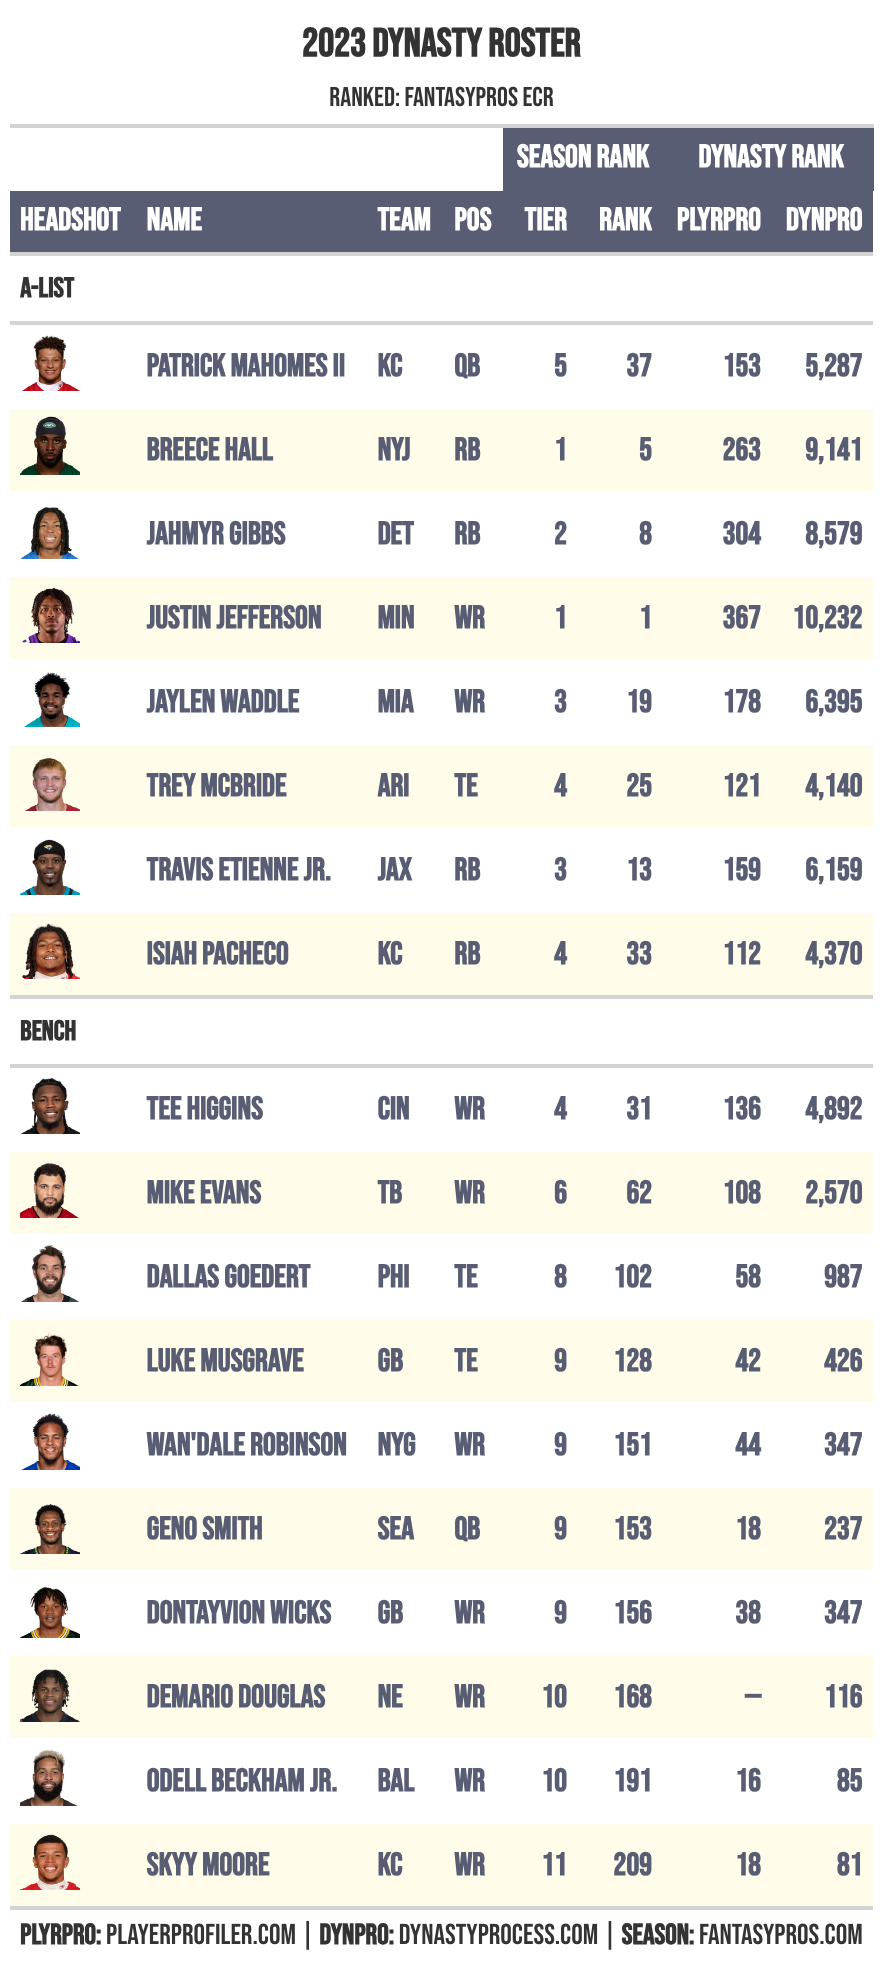 2023 DYNASTY ROSTER
RANKED: FANTASYPROS ECR
SEASON RANK DYNASTY RANK
HEADSHOT NAME TEAM POS TIER RANK PLYRPRO DYNPRO
A-LIST
PATRICK MAHOMES II KC QB 5 37 153 5,287
BREECE HALL NYJ RB 1 5 263 9,141
JAHMYR GIBBS DET RB 2 8 304 8,579
JUSTIN JEFFERSON MIN WR 1 1 367 10,232
JAYLEN WADDLE MIA WR 3 19 178 6,395
TREY MCBRIDE ARI TE 4 25 121 4,140
TRAVIS ETIENNE JR. JAX RB 3 13 159 6,159
ISIAH PACHECO KC RB 4 33 112 4,370
BENCH
TEE HIGGINS CIN WR 4 31 136 4,892
MIKE EVANS TB WR 6 62 108 2,570
DALLAS GOEDERT PHI TE 8 102 58 987
LUKE MUSGRAVE GB TE 9 128 42 426
WAN'DALE ROBINSON NYG WR 9 151 44 347
GENO SMITH SEA QB 9 153 18 237
DONTAYVION WICKS GB WR 9 156 38 347
DEMARIO DOUGLAS NE WR 10 168 — 116
ODELL BECKHAM JR. BAL WR 10 191 16 85
SKYY MOORE KC WR 11 209 18 81
PLYRPRO: PLAYERPROFILER.COM | DYNPRO: DYNASTYPROCESS.COM | SEASON: FANTASYPROS.COM